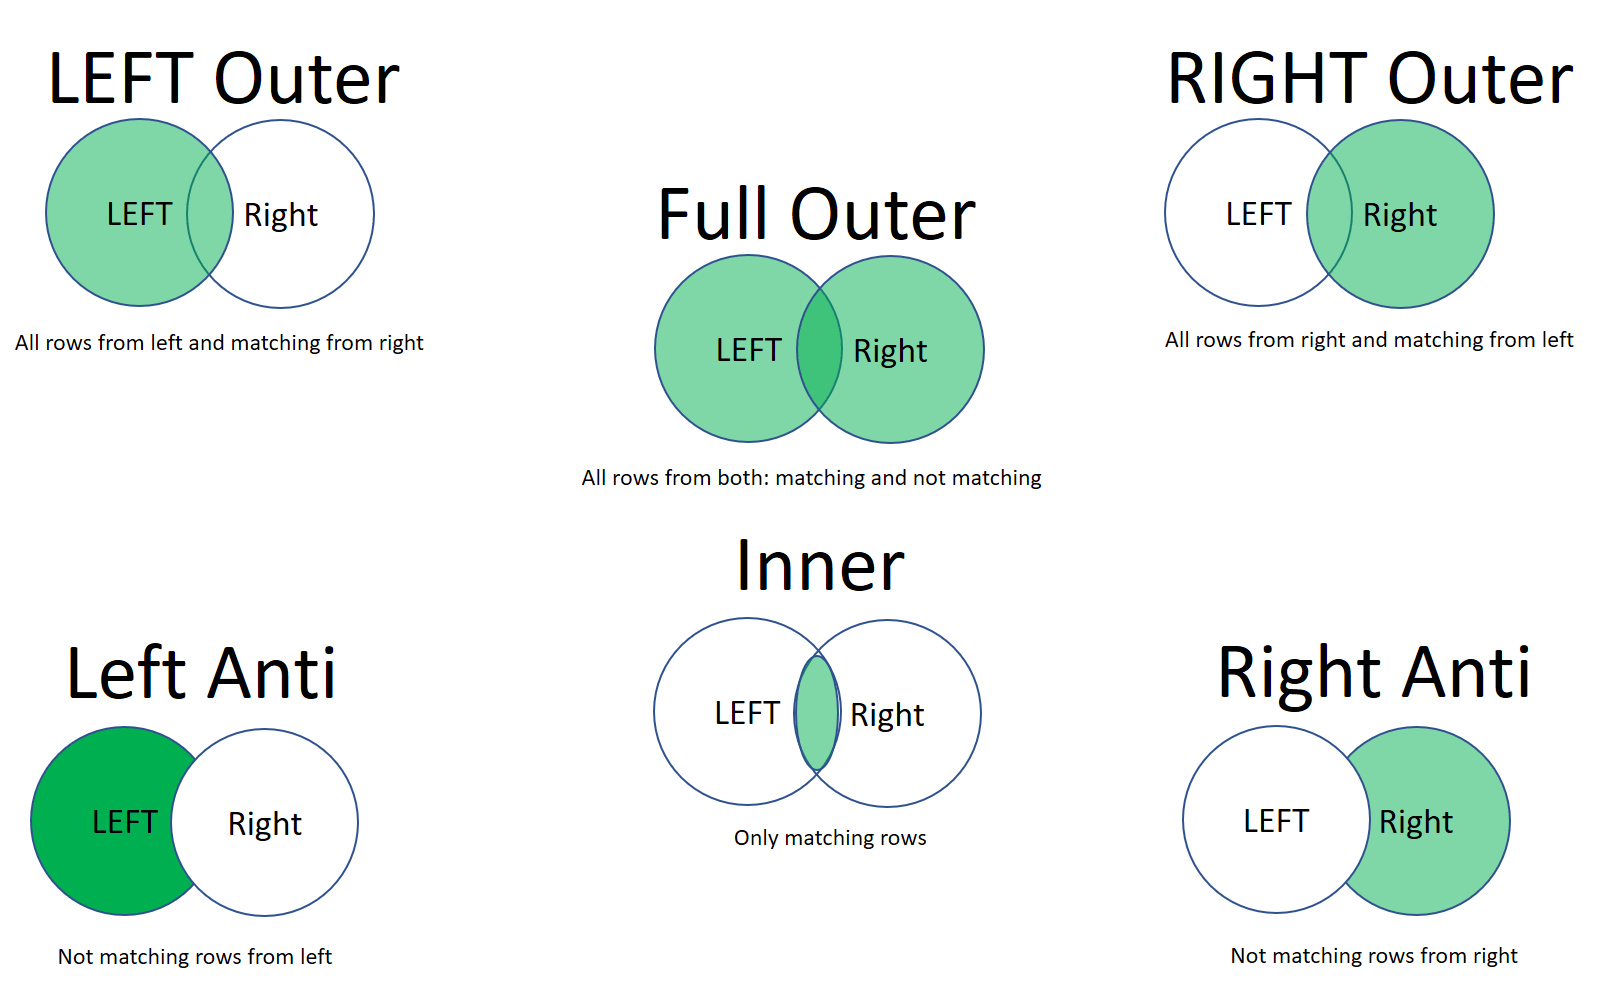 LEFT Outer
LEFT
Right
All rows from left and matching from right
Full Outer
LEFT
Right
All rows from both: matching and not matching
RIGHT Outer
LEFT
Right
All rows from right and matching from left
Left Anti
LEFT
Right
Not matching rows from left
Inner
LEFT
Right
Only matching rows
Right Anti
LEFT
Right
Not matching rows from right